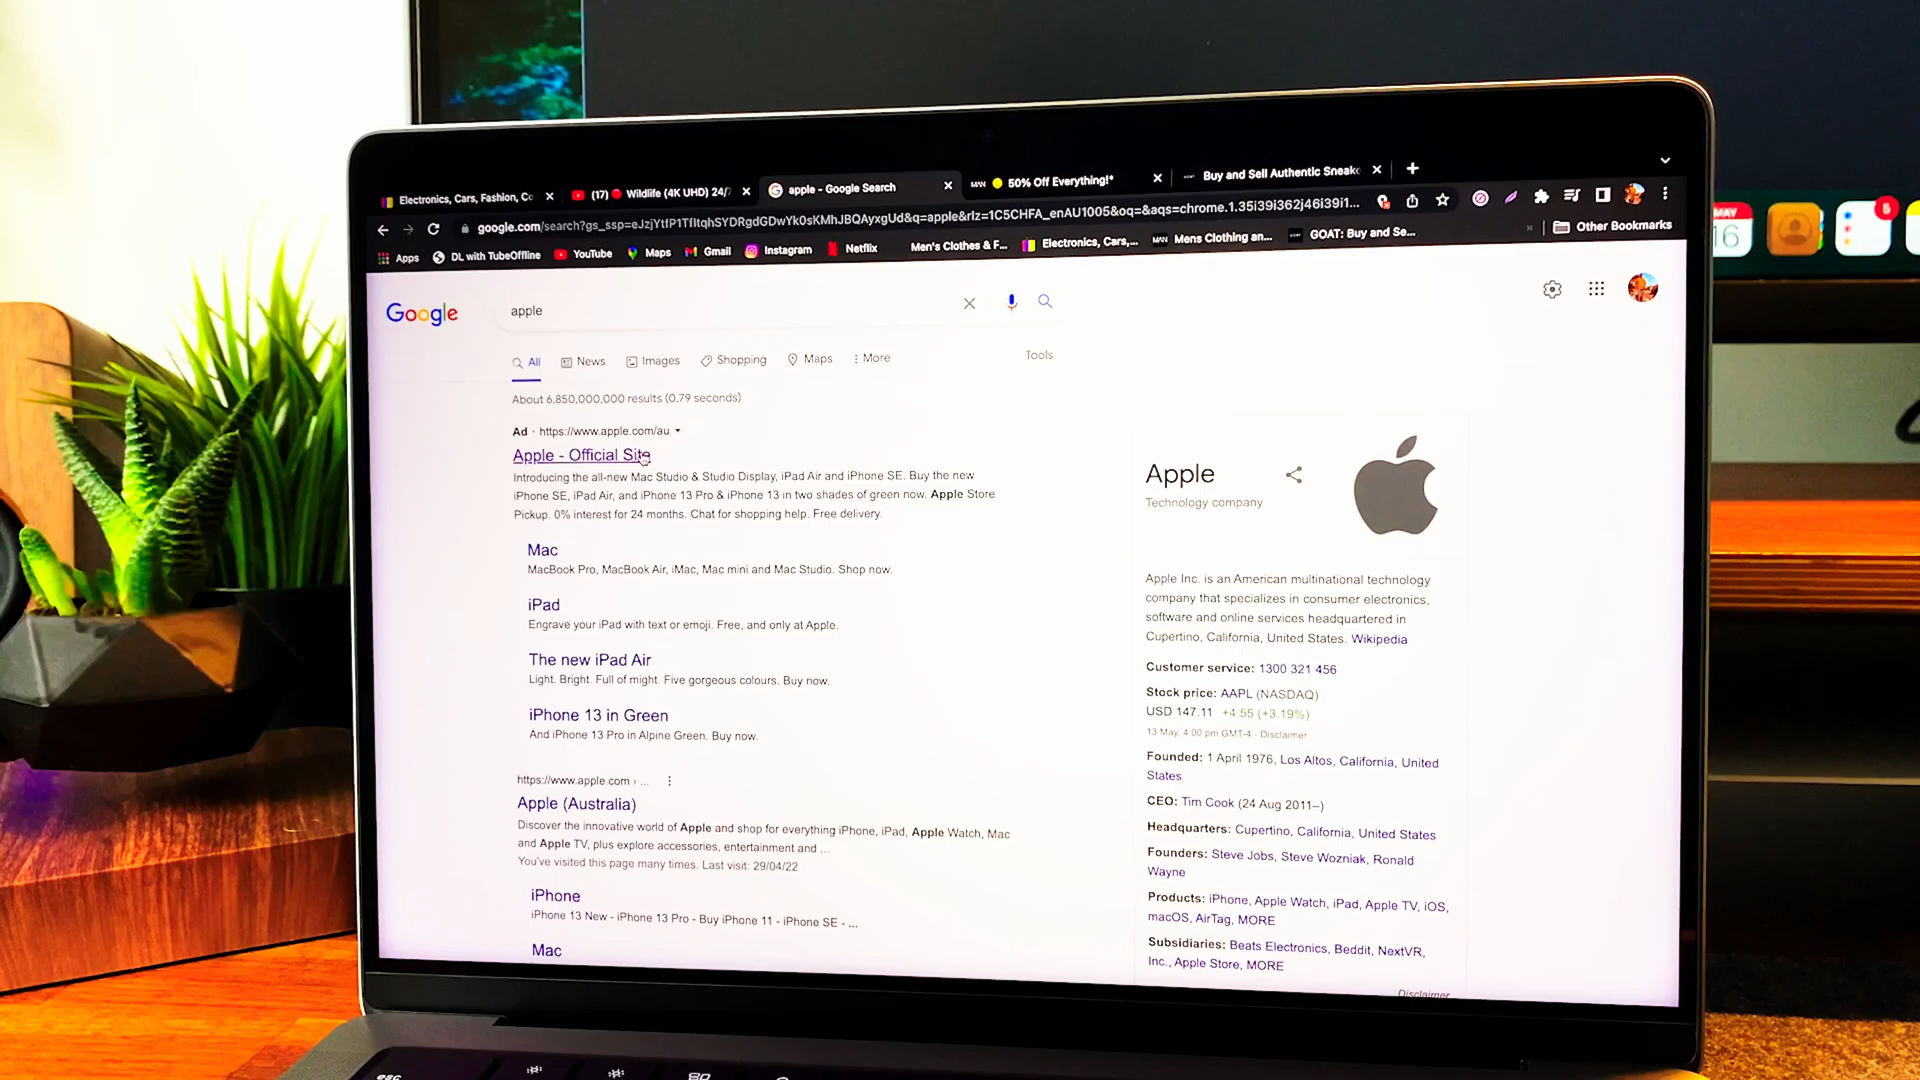 Electronics, Cars, Fashion, Co
(17) Wildlife (4K UHD) 24/7
apple - Google Search
MAN 50% Off Everything!*
Buy and Sell Authentic Sneake
google.com/search?gs_ssp=eJzjYtfP1TfItqhSYDRgdGDwYk0sKMhJBQAyxgUd&q=apple&rlz=1C5CHFA_enAU1005&oq=&aqs=chrome.1.35i39i362j46i39i1...
Apps
DL with TubeOffline
YouTube
Maps
Gmail
Instagram
Netflix
Men's Clothes & F...
Electronics, Cars,...
MAN Mens Clothing an...
GOAT: Buy and Se...
»
Other Bookmarks
MAY
16
5
Google
apple
All
News
Images
Shopping
Maps
More
Tools
About 6,850,000,000 results (0.79 seconds)
Ad · https://www.apple.com/au
Apple - Official Site
Introducing the all-new Mac Studio & Studio Display, iPad Air and iPhone SE. Buy the new
iPhone SE, iPad Air, and iPhone 13 Pro & iPhone 13 in two shades of green now. Apple Store
Pickup. 0% interest for 24 months. Chat for shopping help. Free delivery.
Mac
MacBook Pro, MacBook Air, iMac, Mac mini and Mac Studio. Shop now.
iPad
Engrave your iPad with text or emoji. Free, and only at Apple.
The new iPad Air
Light. Bright. Full of might. Five gorgeous colours. Buy now.
iPhone 13 in Green
And iPhone 13 Pro in Alpine Green. Buy now.
https://www.apple.com › ...
Apple (Australia)
Discover the innovative world of Apple and shop for everything iPhone, iPad, Apple Watch, Mac
and Apple TV, plus explore accessories, entertainment and ...
You've visited this page many times. Last visit: 29/04/22
iPhone
iPhone 13 New - iPhone 13 Pro - Buy iPhone 11 - iPhone SE - ...
Mac
Apple
Technology company
Apple Inc. is an American multinational technology
company that specializes in consumer electronics,
software and online services headquartered in
Cupertino, California, United States. Wikipedia
Customer service: 1300 321 456
Stock price: AAPL (NASDAQ)
USD 147.11 +4.55 (+3.19%)
13 May, 4:00 pm GMT-4 - Disclaimer
Founded: 1 April 1976, Los Altos, California, United
States
CEO: Tim Cook (24 Aug 2011–)
Headquarters: Cupertino, California, United States
Founders: Steve Jobs, Steve Wozniak, Ronald
Wayne
Products: iPhone, Apple Watch, iPad, Apple TV, iOS,
macOS, AirTag, MORE
Subsidiaries: Beats Electronics, Beddit, NextVR,
Inc., Apple Store, MORE
Disclaimer
esc